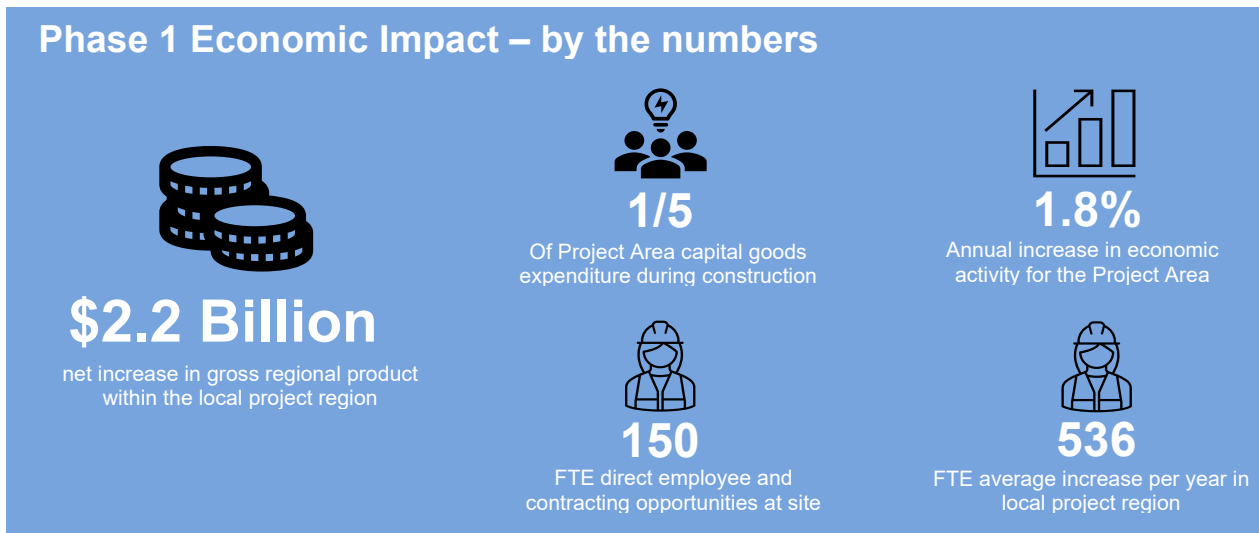 Phase 1 Economic Impact – by the numbers
$2.2 Billion
net increase in gross regional product
within the local project region
1/5
Of Project Area capital goods
expenditure during construction
1.8%
Annual increase in economic
activity for the Project Area
150
FTE direct employee and
contracting opportunities at site
536
FTE average increase per year in
local project region